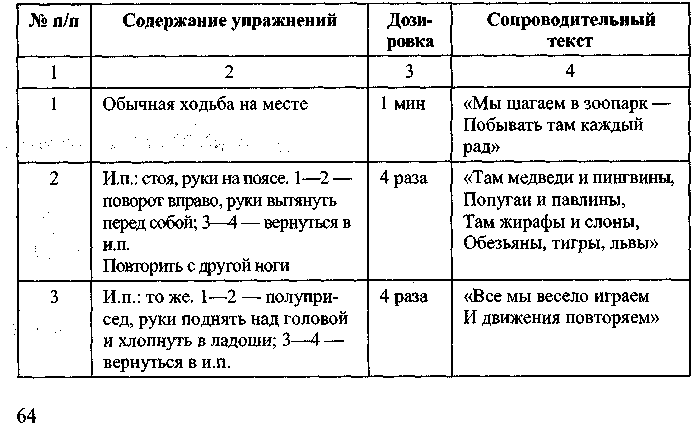 № п/п Содержание упражнений Дози- Сопроводительный
ровка текст
1 2 3 4
1 Обычная ходьба на месте 1 мин «Мы шагаем в зоопарк —
Побывать там каждый
рад»
2 И.п.: стоя, руки на поясе. 1—2 — 4 раза «Там медведи и пингвины,
поворот вправо, руки вытянуть Попугаи и павлины,
перед собой; 3—4 — вернуться в Там жирафы и слоны,
и.п. Обезьяны, тигры, львы»
Повторить с другой ноги
3 И.п.: то же. 1—2 — полупри- 4 раза «Все мы весело играем
сед, руки поднять над головой И движения повторяем»
и хлопнуть в ладоши; 3—4 —
вернуться в и.п.
64